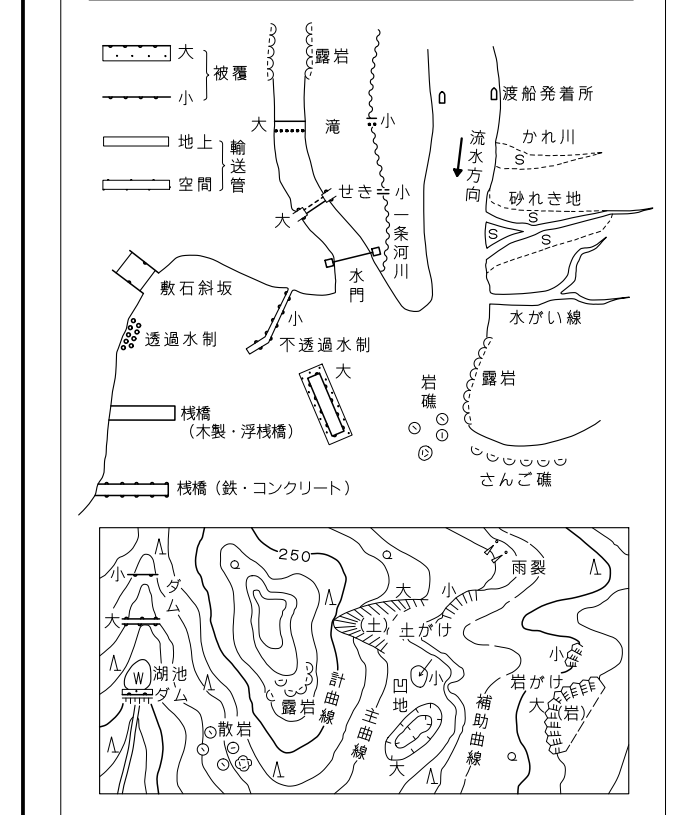 大
小
被覆
地上
空間
輸送管
露岩
大
滝
小
せき
小
大
一条河川
水門
渡船発着所
流水方向
かれ川
S
砂れき地
S
S
S
水がい線
敷石斜坂
小
不透過水制
透過水制
大
岩礁
露岩
桟橋
(木製・浮桟橋)
さんご礁
桟橋(鉄・コンクリート)
小
ダム
大
W
湖池
ダム
250
露岩
散岩
計曲線
主曲線
大
小
(土)
土がけ
雨裂
凹地
小
大
補助曲線
小
岩がけ
大
(岩)